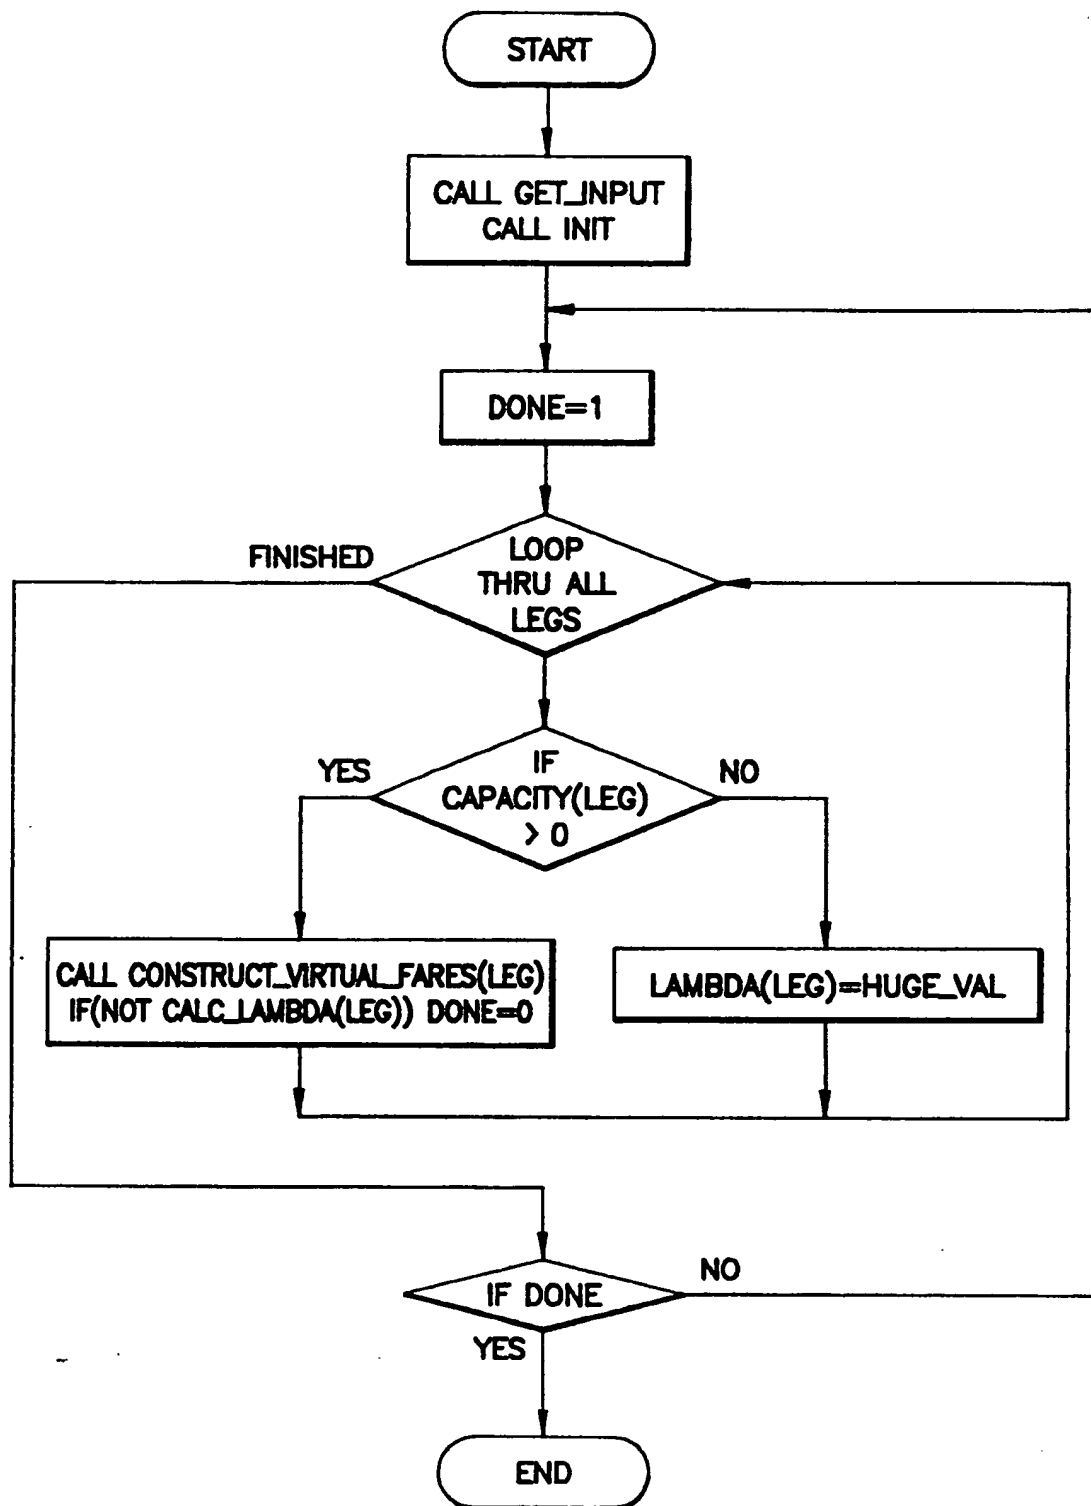 START
CALL GET_INPUT
CALL INIT
DONE=1
FINISHED
LOOP
THRU ALL
LEGS
YES
IF
CAPACITY(LEG)
> 0
NO
CALL CONSTRUCT_VIRTUAL_FARES(LEG)
IF(NOT CALC_LAMBDA(LEG)) DONE=0
LAMBDA(LEG)=HUGE_VAL
IF DONE
NO
YES
END